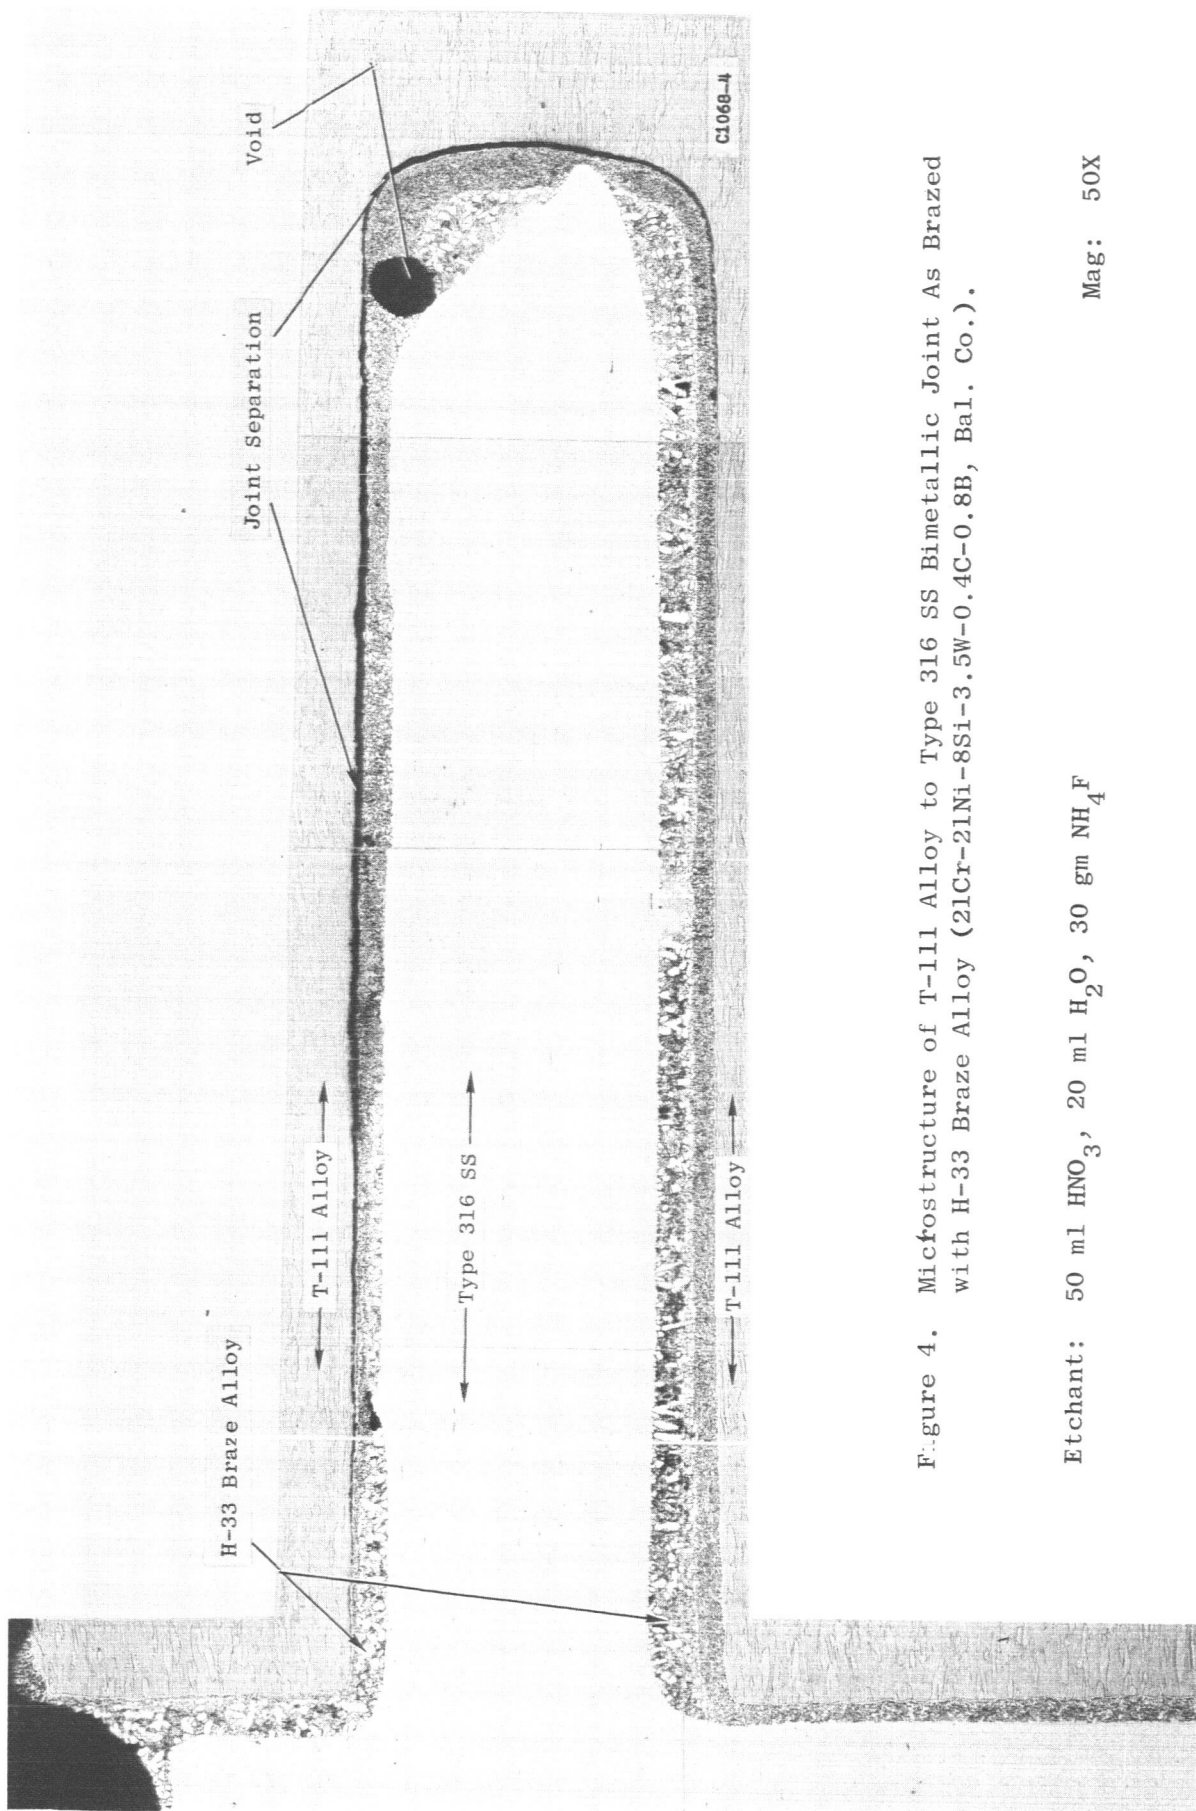 Void
Joint Separation
H-33 Braze Alloy
T-111 Alloy
Type 316 SS
T-111 Alloy
C1068-4
Figure 4. Microstructure of T-111 Alloy to Type 316 SS Bimetallic Joint As Brazed
with H-33 Braze Alloy (21Cr-21Ni-8Si-3.5W-0.4C-0.8B, Bal. Co.).
Etchant: 50 ml HNO3, 20 ml H2O, 30 gm NH4F Mag: 50X